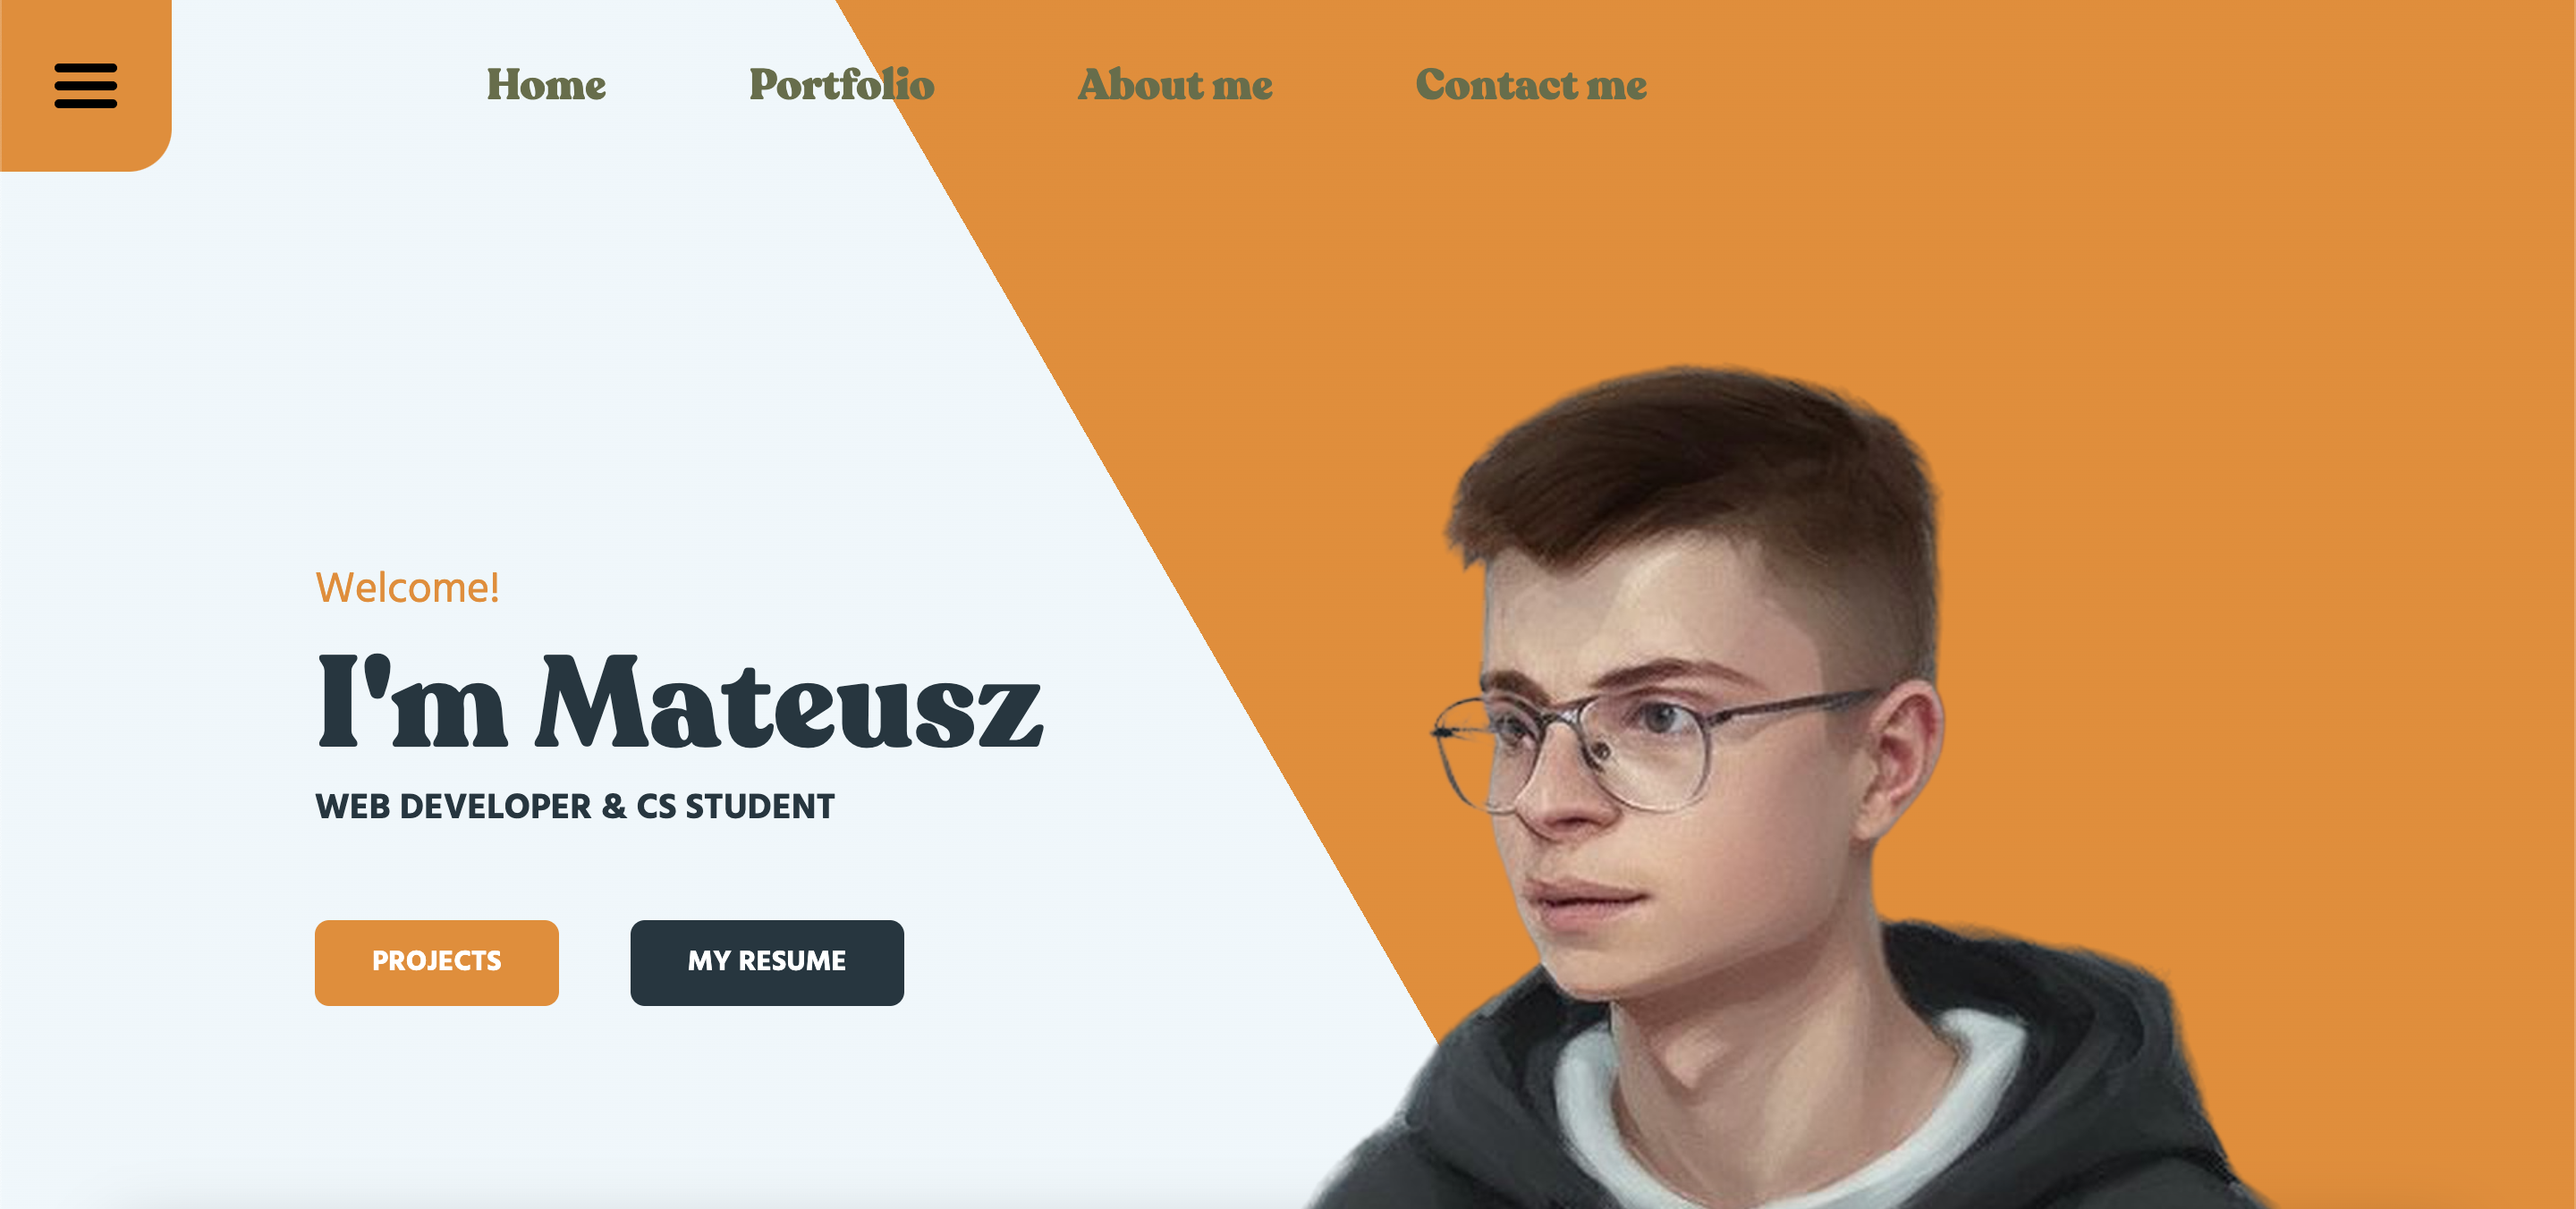 Home Portfolio About me Contact me
Welcome!
I'm Mateusz
WEB DEVELOPER & CS STUDENT
PROJECTS MY RESUME